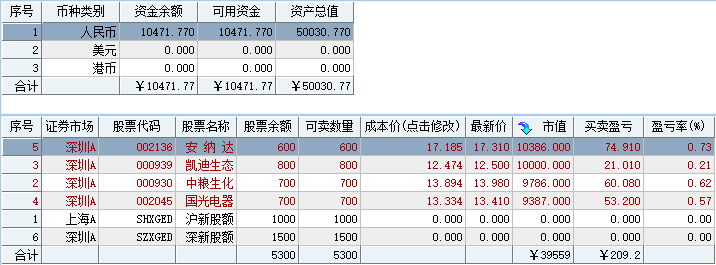 序号 币种类别 资金余额 可用资金 资产总值
1 人民币 10471.770 10471.770 50030.770
2 美元 0.000 0.000 0.000
3 港币 0.000 0.000 0.000
合计 ￥10471.77 ￥10471.77 ￥50030.77
序号 证券市场 股票代码 股票名称 股票余额 可卖数量 成本价(点击修改) 最新价 市值 买卖盈亏 盈亏率(%)
5 深圳A 002136 安 纳 达 600 600 17.185 17.310 10386.000 74.910 0.73
3 深圳A 000939 凯迪生态 800 800 12.474 12.500 10000.000 21.010 0.21
2 深圳A 000930 中粮生化 700 700 13.894 13.980 9786.000 60.080 0.62
4 深圳A 002045 国光电器 700 700 13.334 13.410 9387.000 53.200 0.57
1 上海A SHXGED 沪新股额 1000 1000 0.000 0.000 0.000 0.000 0.00
6 深圳A SZXGED 深新股额 1500 1500 0.000 0.000 0.000 0.000 0.00
合计 5300 5300 ￥39559 ￥209.2